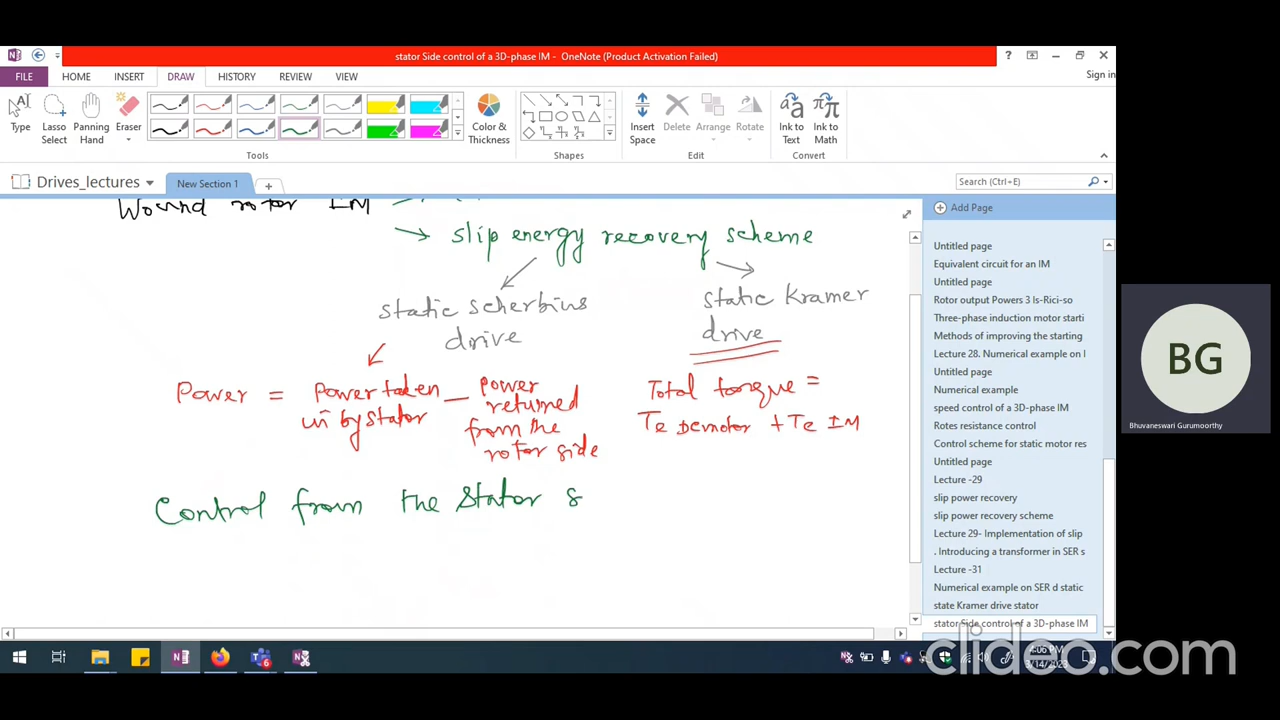 stator Side control of a 3D-phase IM - OneNote (Product Activation Failed)
FILE HOME INSERT DRAW HISTORY REVIEW VIEW
Sign in
Type
Lasso Select
Panning Hand
Eraser
Color & Thickness
Insert Space
Delete
Arrange
Rotate
Ink to Text
Ink to Math
Tools
Shapes
Edit
Convert
Drives_lectures
New Section 1
Search (Ctrl+E)
Add Page
Wound rotor IM
slip energy recovery scheme
static scherbius
drive
static Kramer
drive
Power = Power taken
in by stator
— power
returned
from the
rotor side
Total torque =
Te DC motor + Te IM
Control from the stator s
Untitled page
Equivalent circuit for an IM
Untitled page
Rotor output Powers 3 Is-Rici-so
Three-phase induction motor starti
Methods of improving the starting
Lecture 28. Numerical example on I
Untitled page
Numerical example
speed control of a 3D-phase IM
Rotes resistance control
Control scheme for static motor res
Untitled page
Lecture -29
slip power recovery
slip power recovery scheme
Lecture 29- Implementation of slip
. Introducing a transformer in SER s
Lecture -31
Numerical example on SER d static
state Kramer drive stator
stator Side control of a 3D-phase IM
BG
Bhuvaneswari Gurumoorthy
4:06 PM
3/14/2023
clideo.com